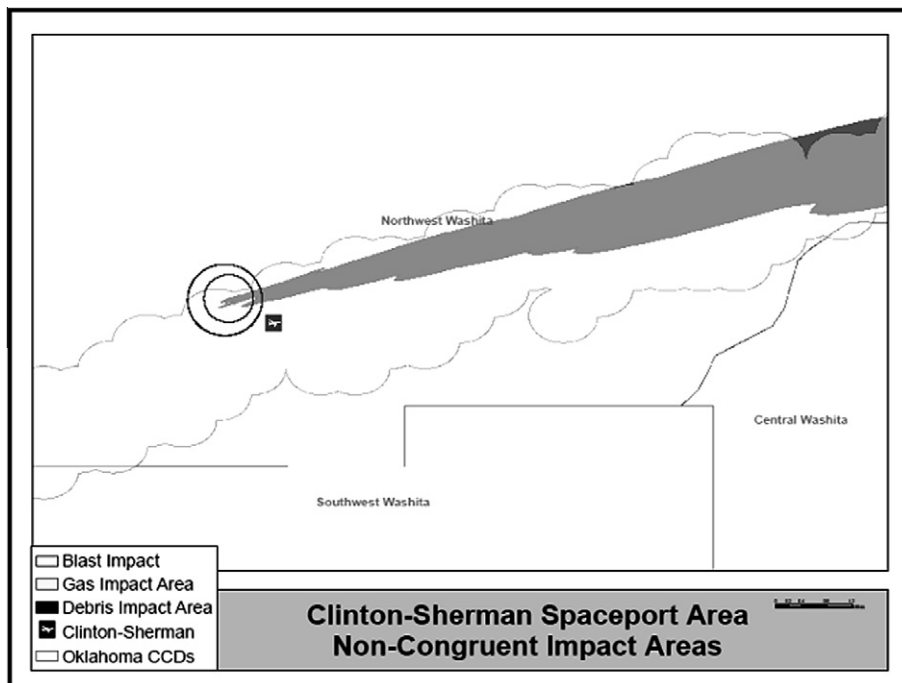 Northwest Washita
Central Washita
Southwest Washita
Blast Impact
Gas Impact Area
Debris Impact Area
Clinton-Sherman
Oklahoma CCDs
Clinton-Sherman Spaceport Area
Non-Congruent Impact Areas